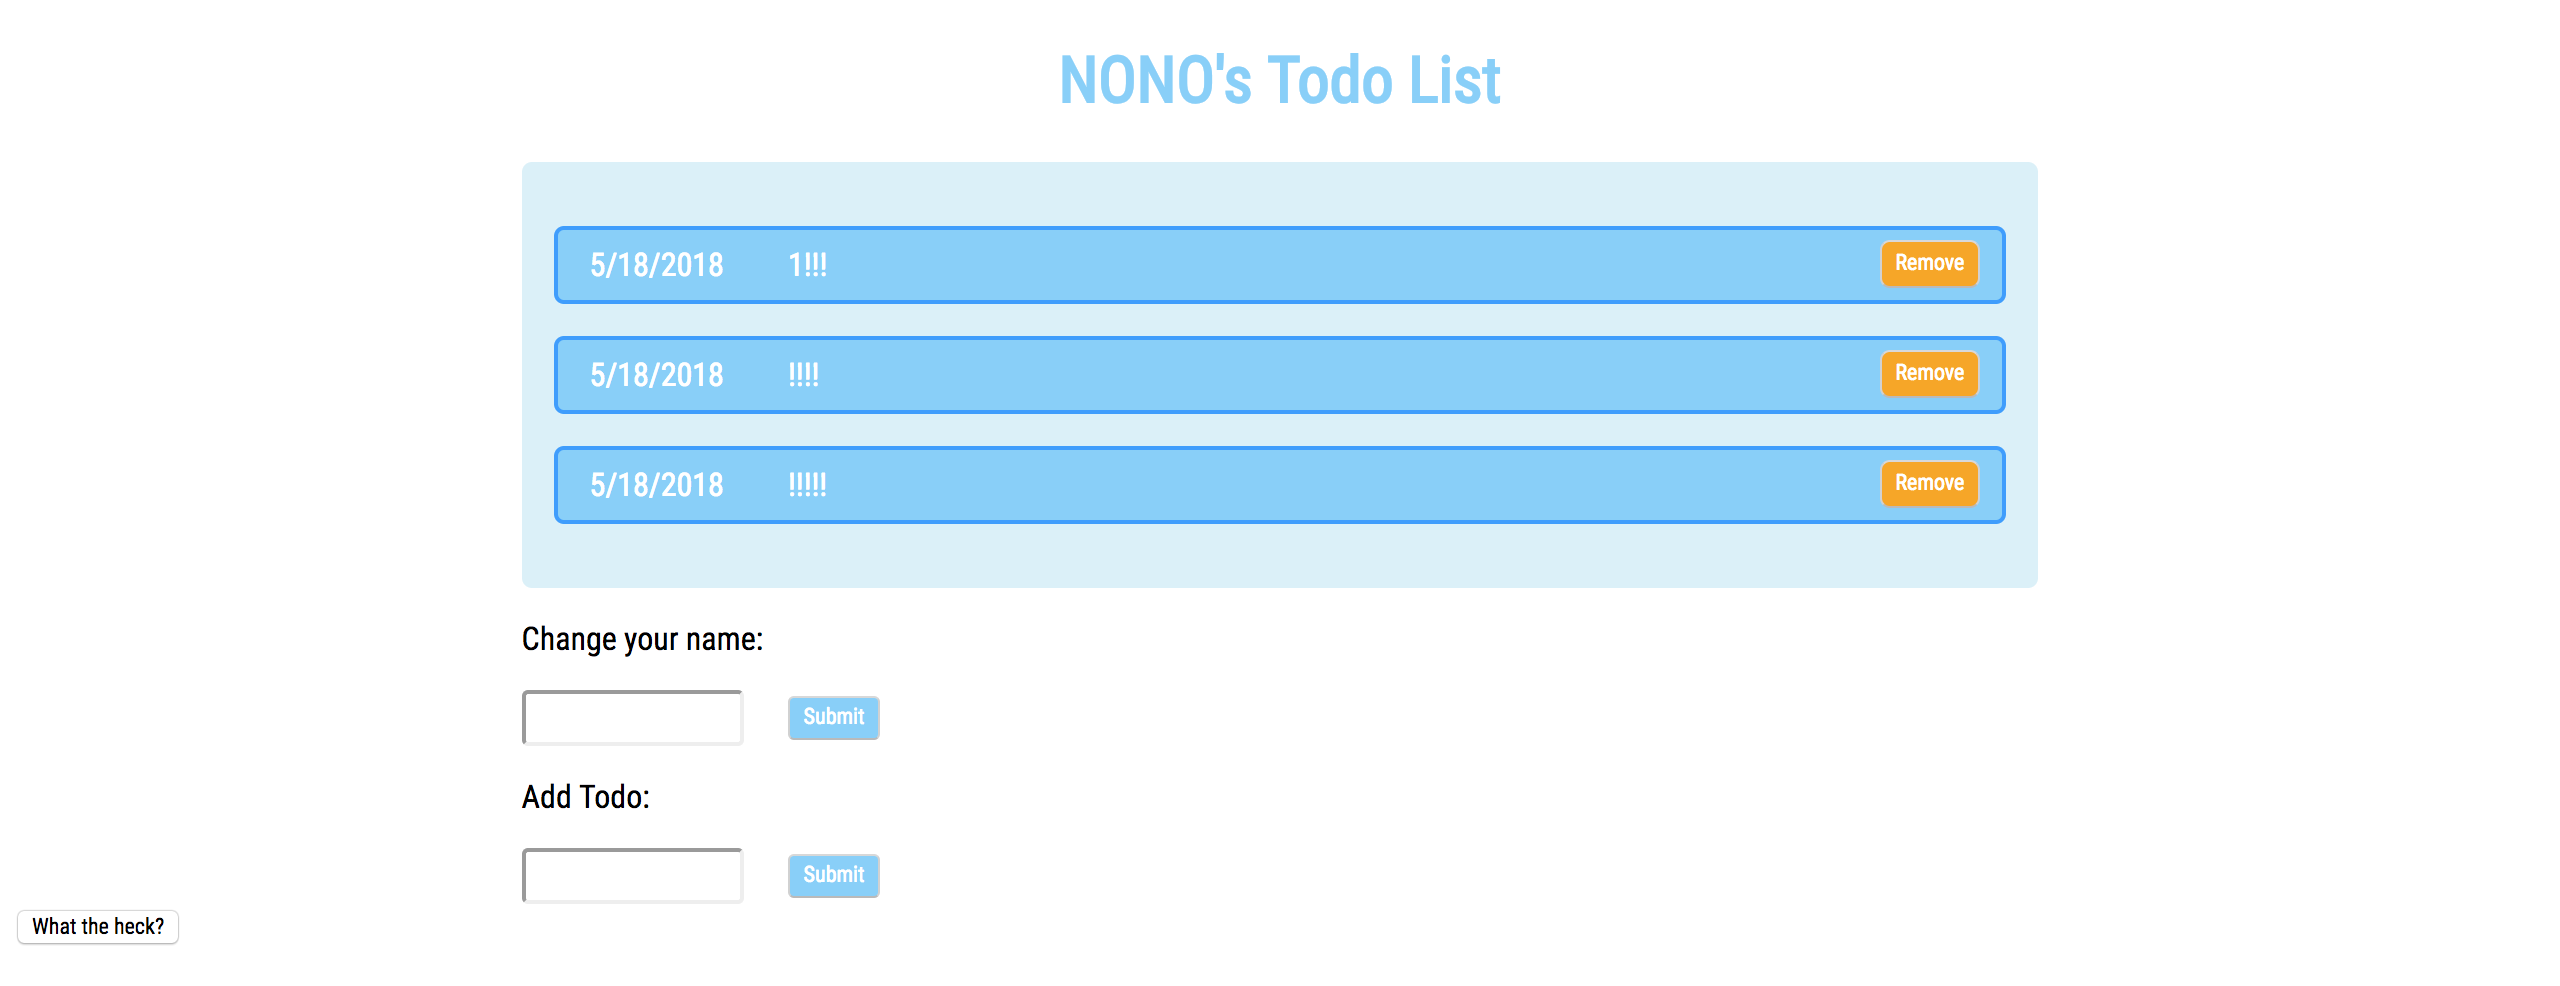 NONO's Todo List
5/18/2018 1!!! Remove
5/18/2018 !!!! Remove
5/18/2018 !!!!! Remove
Change your name:
Submit
Add Todo:
Submit
What the heck?